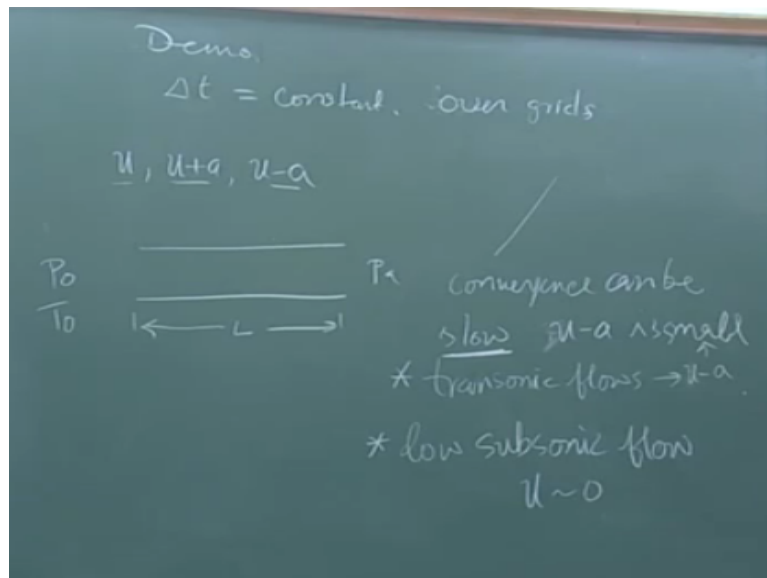 Demo.
Δt = constant. over grids
u, u+a, u-a
P₀
T₀
L
Pa
convergence can be
slow u-a is small
* transonic flows → u-a.
* low subsonic flow
u ~ 0